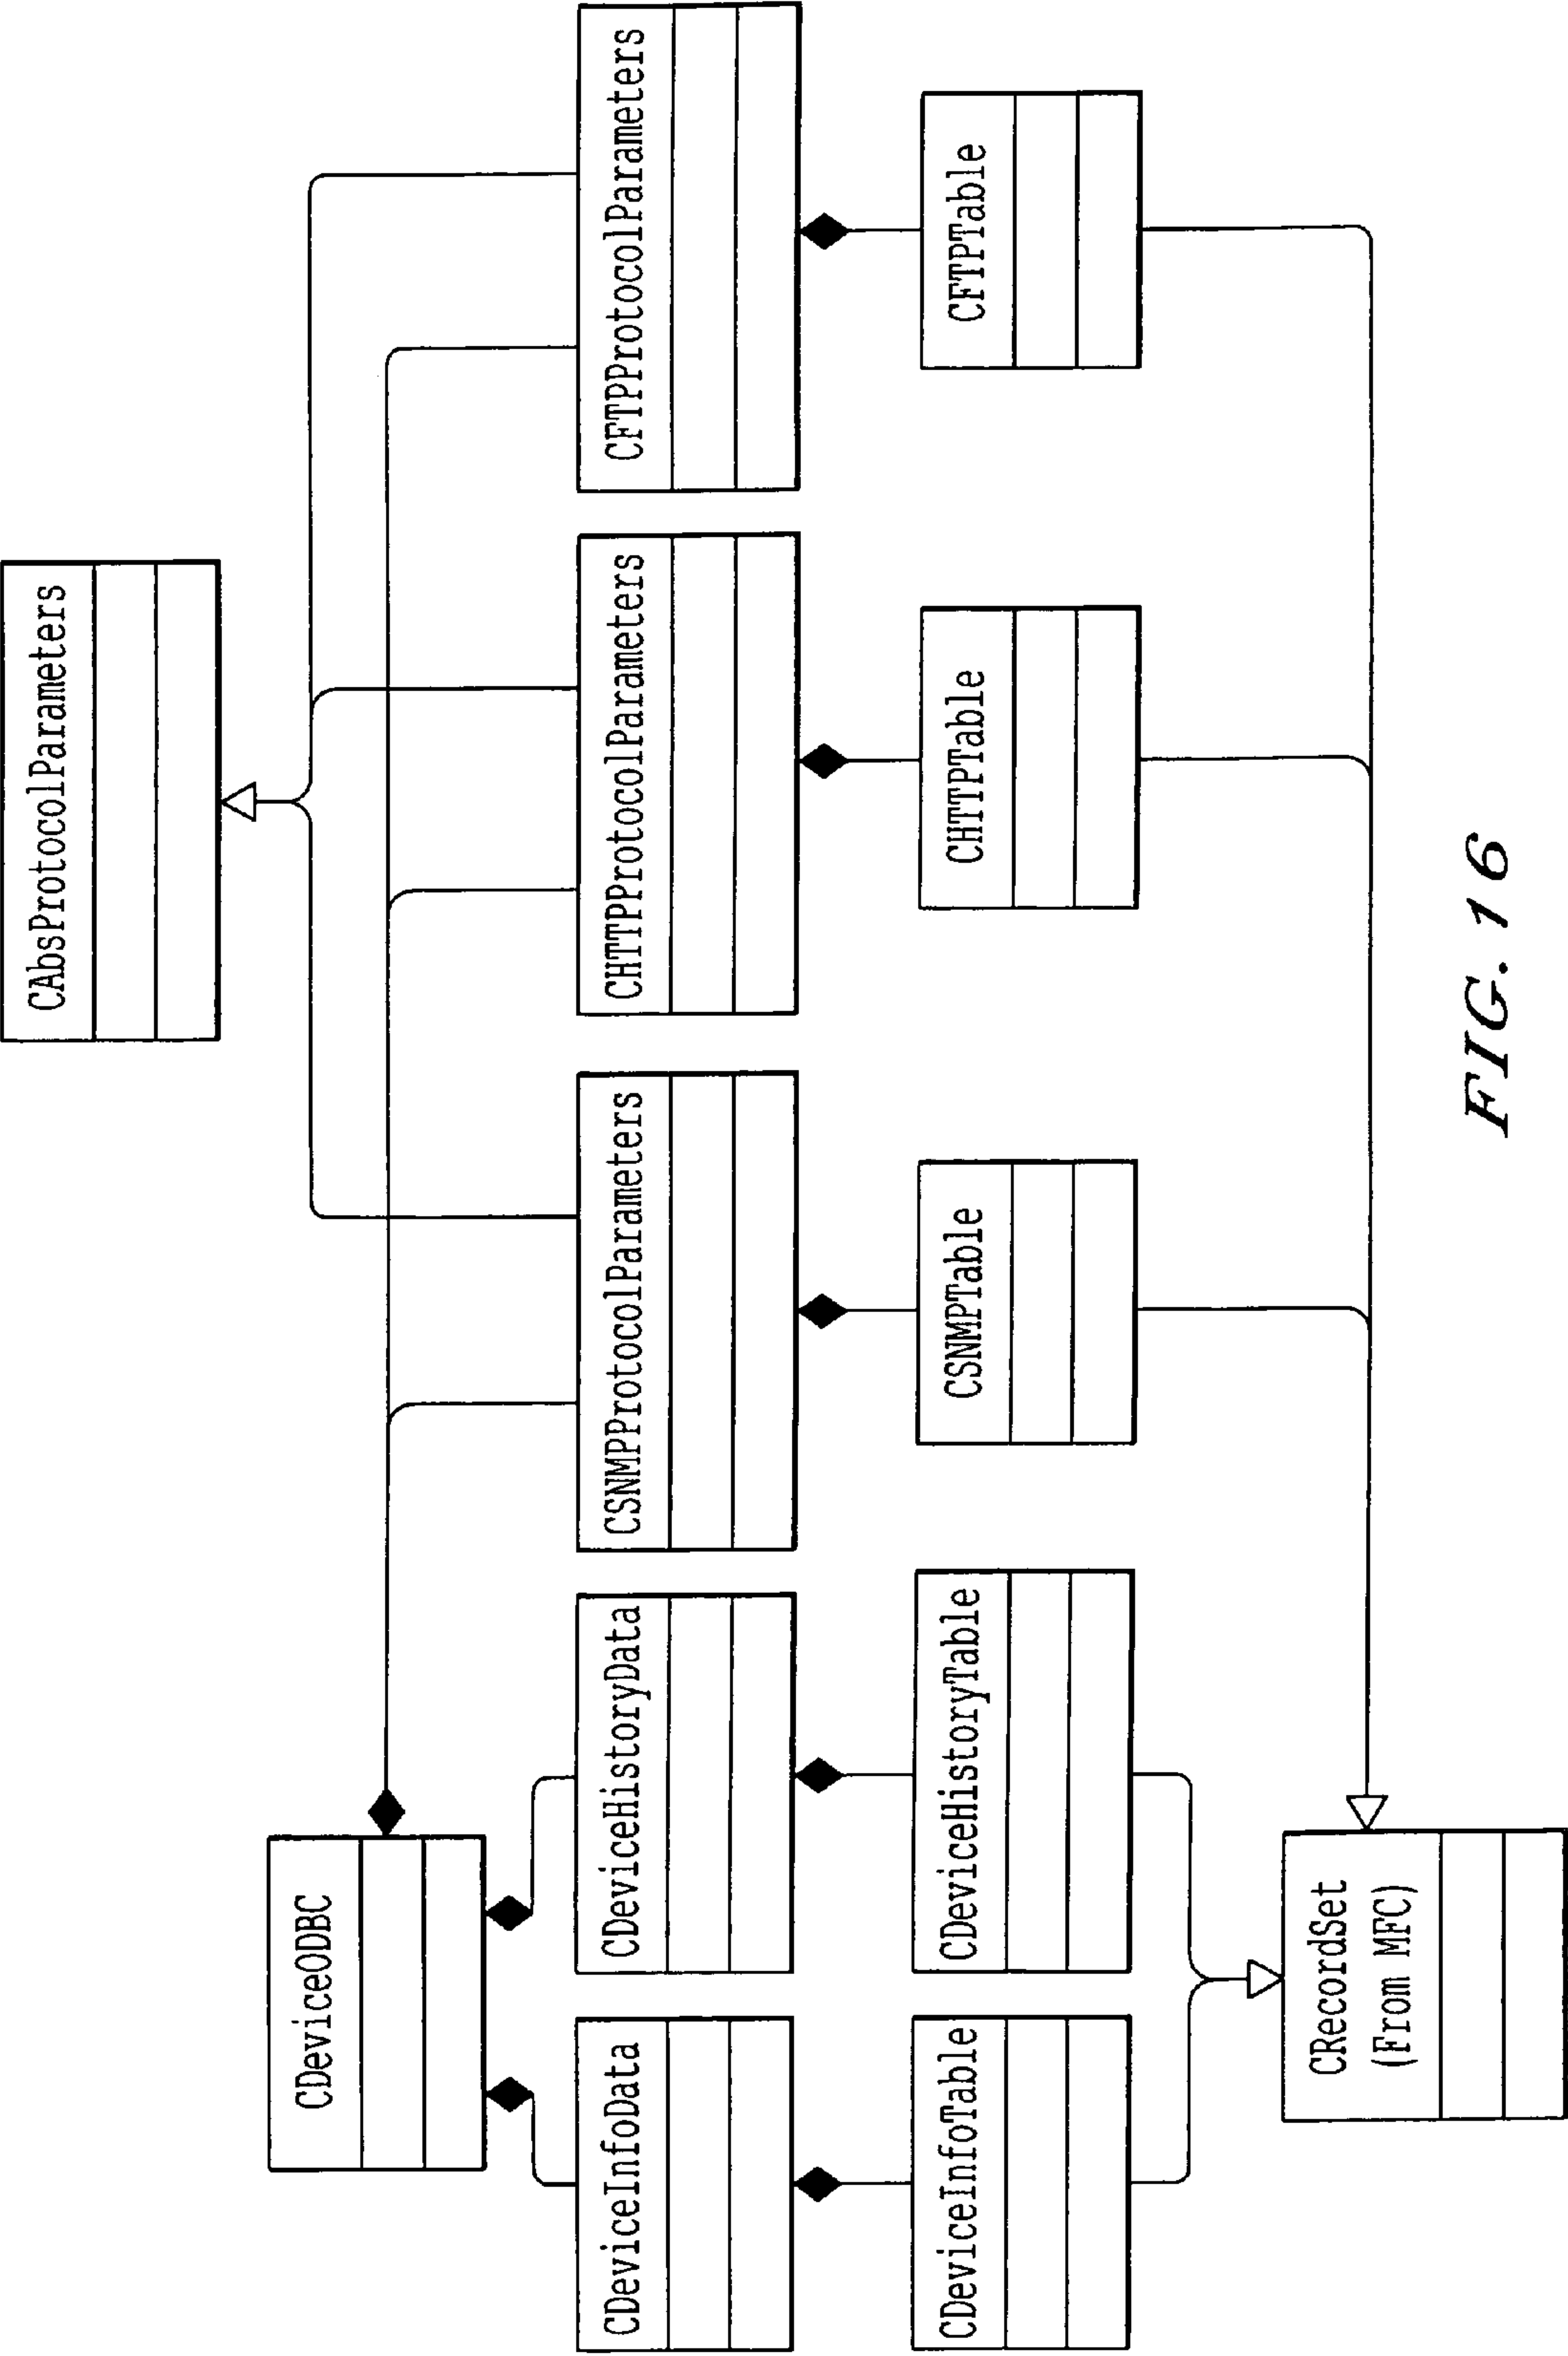 CAbsProtocolParameters
CDeviceODBC
CDeviceInfoData
CDeviceHistoryData
CSNMPProtocolParameters
CHTTPProtocolParameters
CFTPProtocolParameters
CDeviceInfoTable
CDeviceHistoryTable
CSNMPTable
CHTTPTable
CFTPTable
CRecordSet
(From MFC)
FIG. 16